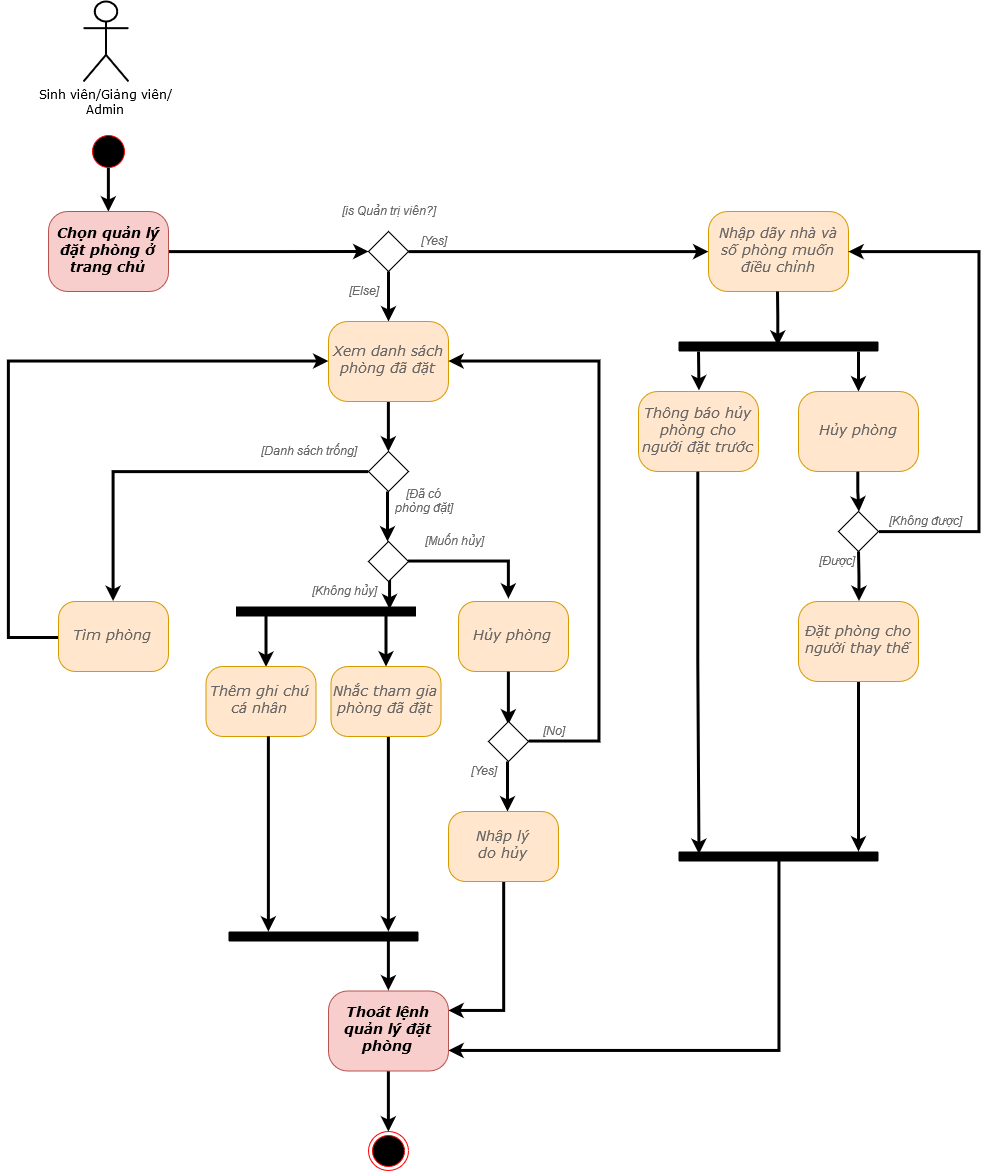 Sinh viên/Giảng viên/
Admin
[is Quản trị viên?]
Chọn quản lý
đặt phòng ở
trang chủ
[Yes]
Nhập dãy nhà và
số phòng muốn
điều chỉnh
[Else]
Xem danh sách
phòng đã đặt
Thông báo hủy
phòng cho
người đặt trước
Hủy phòng
[Danh sách trống]
[Đã có
phòng đặt]
[Không được]
[Muốn hủy]
[Được]
[Không hủy]
Tìm phòng
Hủy phòng
Đặt phòng cho
người thay thế
Thêm ghi chú
cá nhân
Nhắc tham gia
phòng đã đặt
[No]
[Yes]
Nhập lý
do hủy
Thoát lệnh
quản lý đặt
phòng